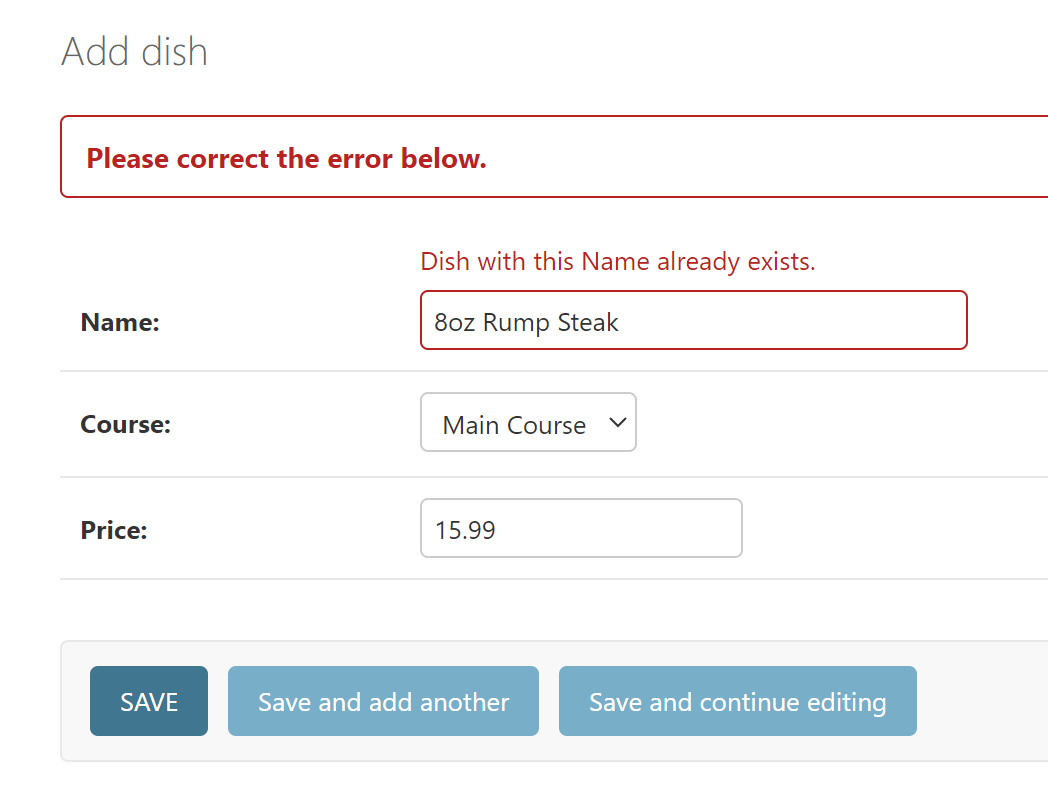 Add dish
Please correct the error below.
Dish with this Name already exists.
Name: 8oz Rump Steak
Course: Main Course
Price: 15.99
SAVE Save and add another Save and continue editing